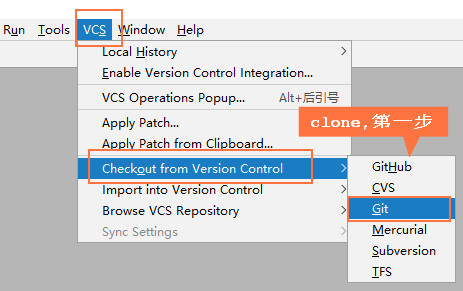 Run Tools VCS Window Help
Local History
Enable Version Control Integration...
VCS Operations Popup... Alt+后引号
Apply Patch...
Apply Patch from Clipboard...
Checkout from Version Control
Import into Version Control
Browse VCS Repository
Sync Settings
clone,第一步
GitHub
CVS
Git
Mercurial
Subversion
TFS